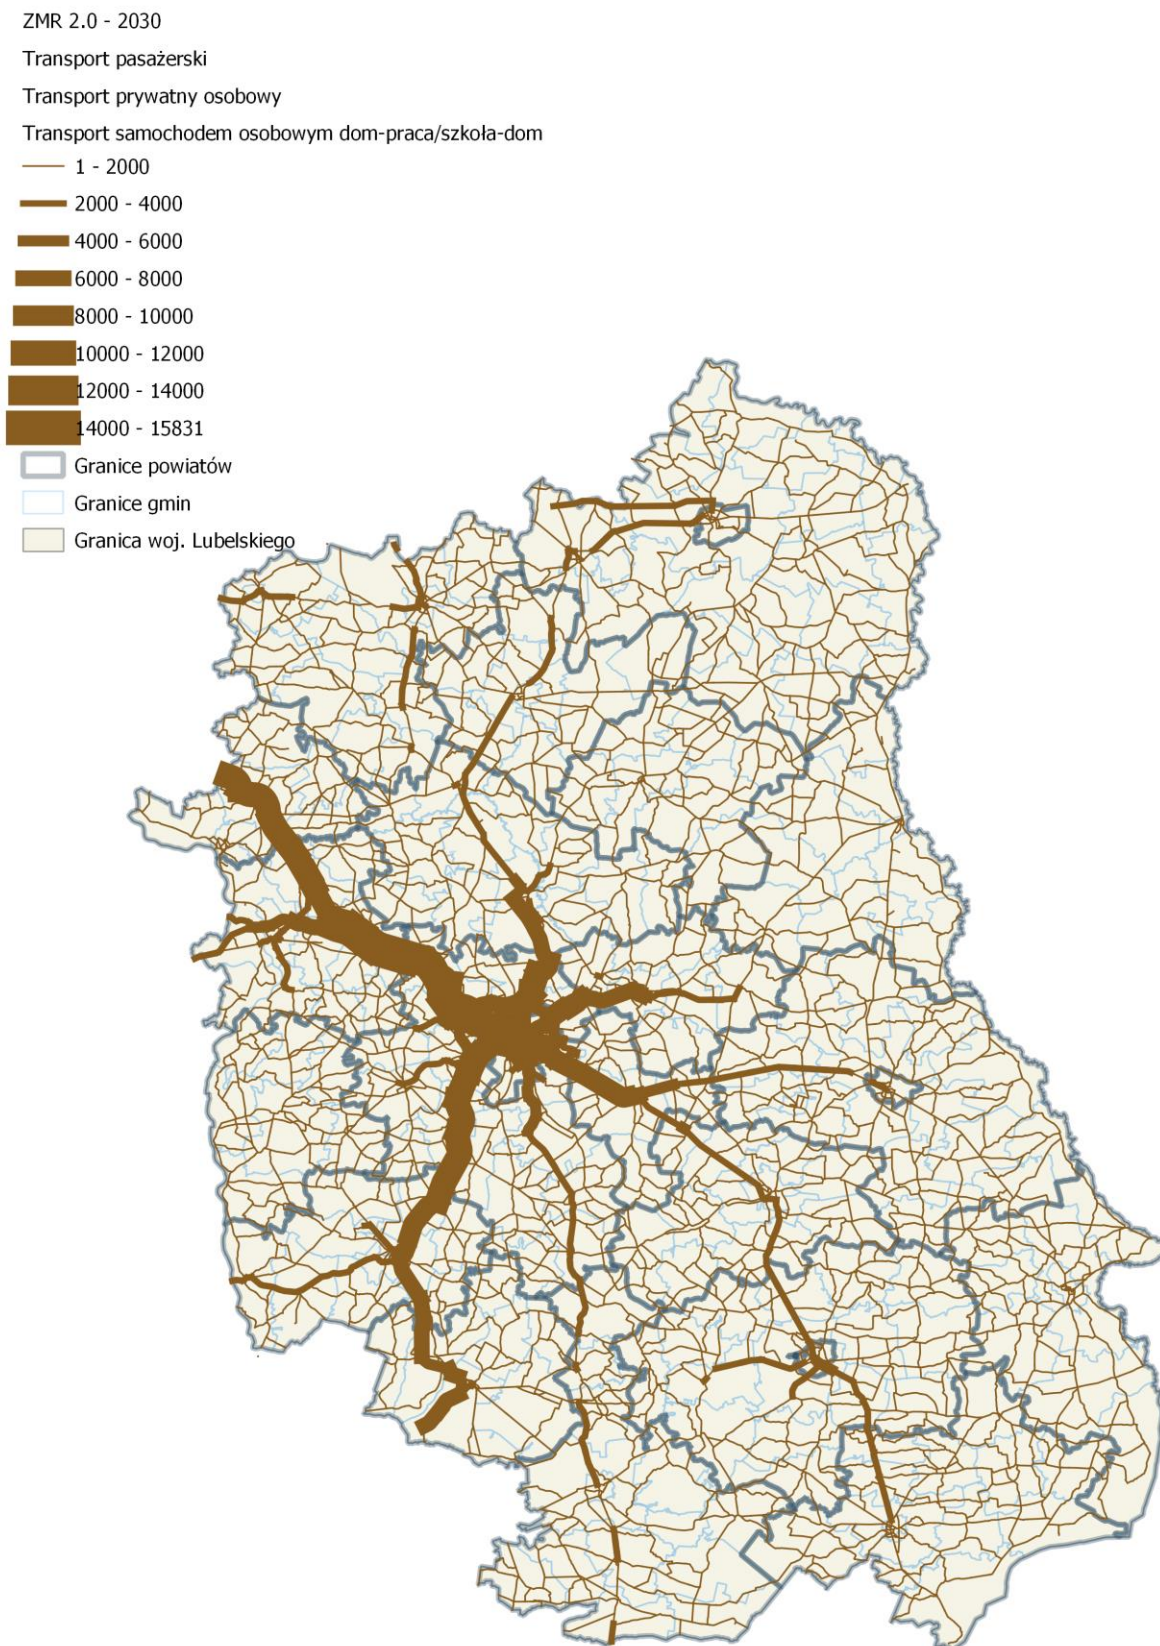 ZMR 2.0 - 2030
Transport pasażerski
Transport prywatny osobowy
Transport samochodem osobowym dom-praca/szkoła-dom
1 - 2000
2000 - 4000
4000 - 6000
6000 - 8000
8000 - 10000
10000 - 12000
12000 - 14000
14000 - 15831
Granice powiatów
Granice gmin
Granica woj. Lubelskiego